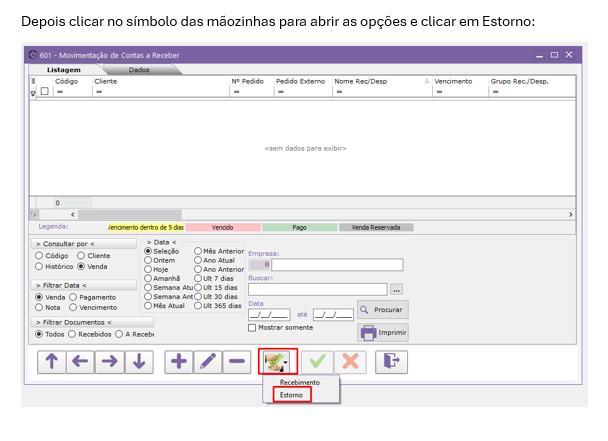 Depois clicar no símbolo das mãozinhas para abrir as opções e clicar em Estorno:
601 - Movimentação de Contas a Receber
Listagem Dados
Código Cliente Nº Pedido Pedido Externo Nome Rec/Desp Vencimento Grupo Rec./Desp.
= = = = = = =
<sem dados para exibir>
0
Legenda: Vencimento dentro de 5 dias Vencido Pago Venda Reservada
> Consultar por <
Código Cliente
Histórico Venda
> Filtrar Data <
Venda Pagamento
Nota Vencimento
> Filtrar Documentos <
Todos Recebidos A Recebe
> Data <
Seleção Mês Anterior
Ontem Ano Atual
Hoje Ano Anterior
Amanhã Ult 7 dias
Semana Atu Ult 15 dias
Semana Ant Ult 30 dias
Mês Atual Ult 365 dias
Empresa:
0
Buscar:
...
Data
__/__/____ até __/__/____ Procurar
Mostrar somente Imprimir
Recebimento
Estorno